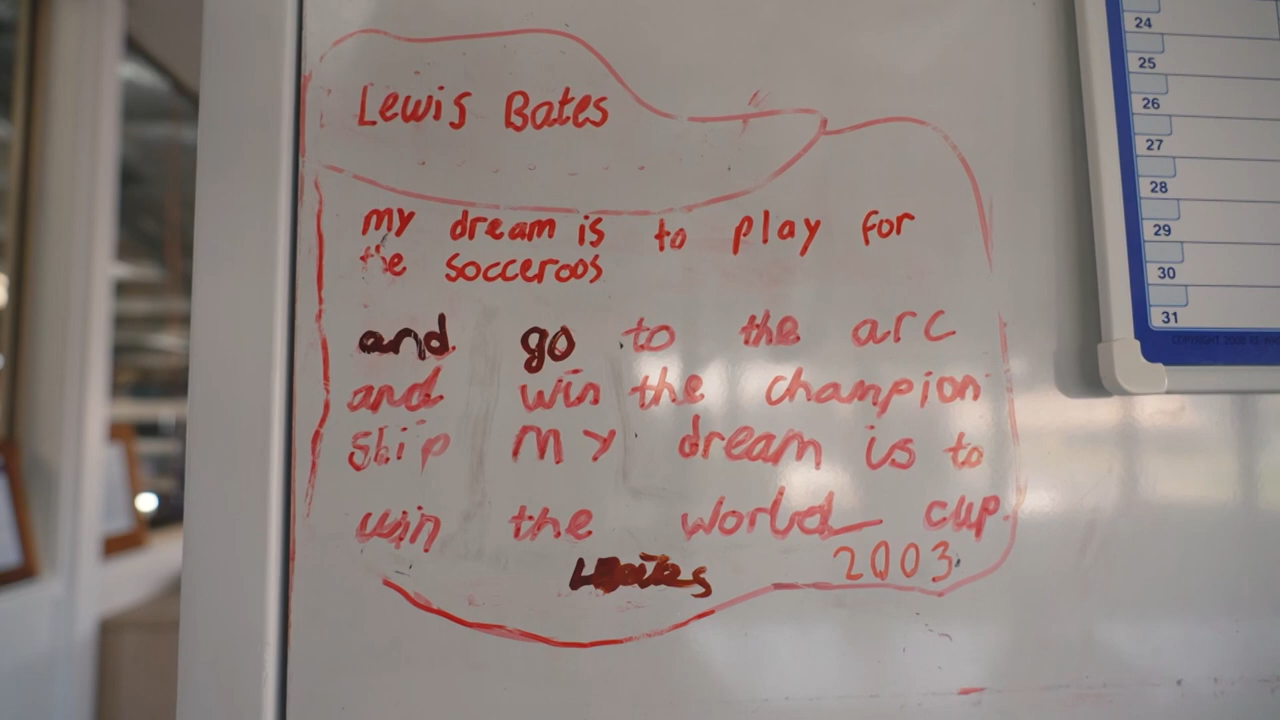 Lewis Bates
my dream is to play for
the socceroos
and go to the arc
and win the champion
ship my dream is to
win the world cup.
2003
24
25
26
27
28
29
30
31